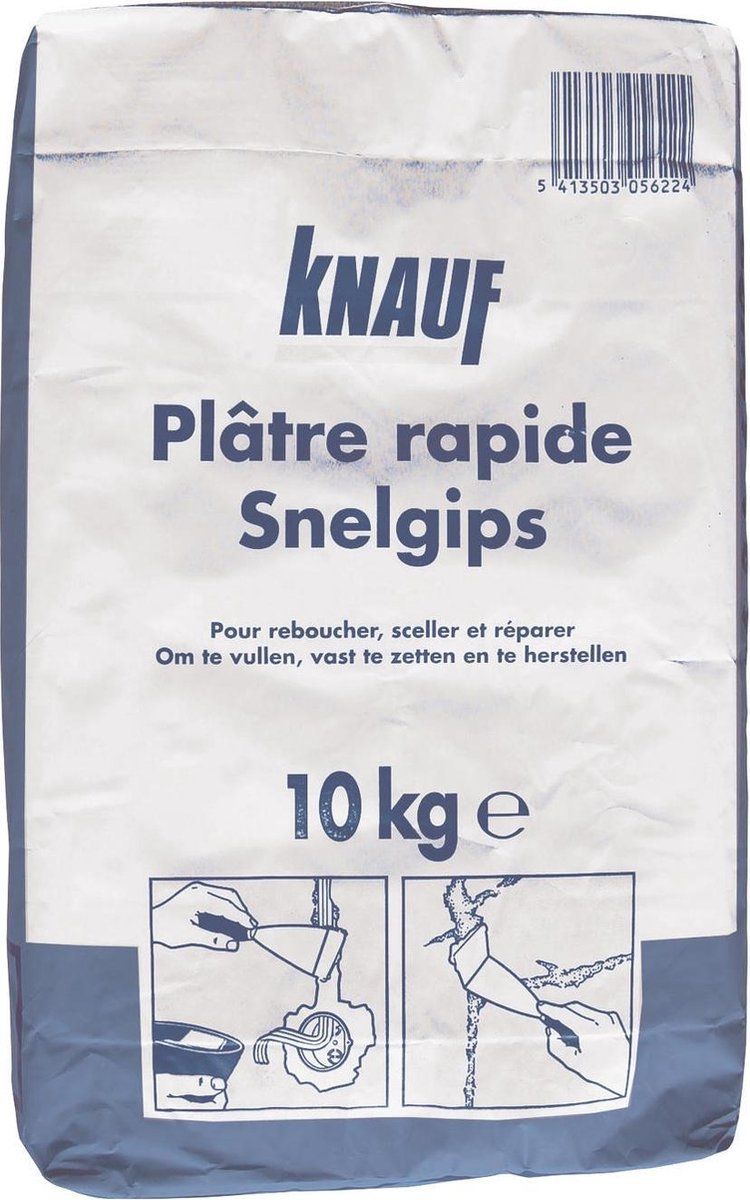 5 413503 056224
KNAUF
Plâtre rapide
Snelgips
Pour reboucher, sceller et réparer
Om te vullen, vast te zetten en te herstellen
10 kg ℮